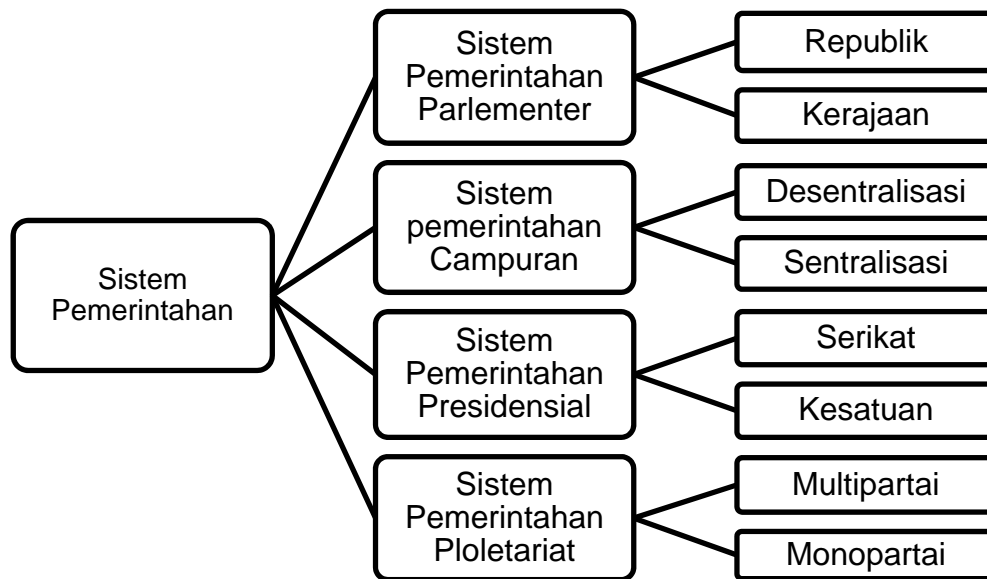 Sistem
Pemerintahan
Sistem
Pemerintahan
Parlementer
Republik
Kerajaan
Sistem
pemerintahan
Campuran
Desentralisasi
Sentralisasi
Sistem
Pemerintahan
Presidensial
Serikat
Kesatuan
Sistem
Pemerintahan
Ploletariat
Multipartai
Monopartai